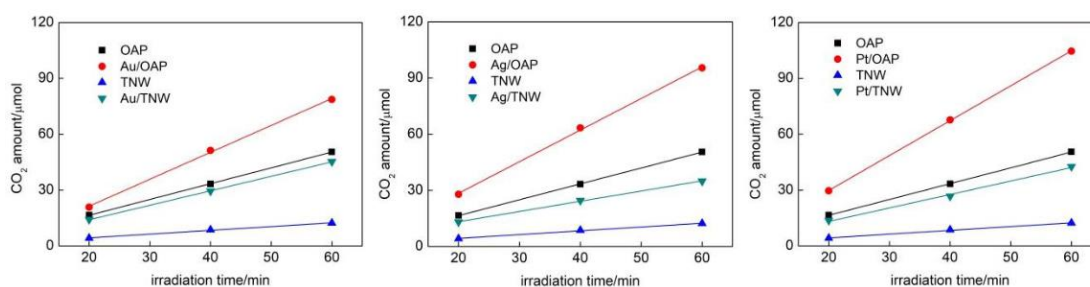 120
90
60
30
0
CO₂ amount/μmol
OAP
Au/OAP
TNW
Au/TNW
20 30 40 50 60
irradiation time/min
120
90
60
30
0
CO₂ amount/μmol
OAP
Ag/OAP
TNW
Ag/TNW
20 30 40 50 60
irradiation time/min
120
90
60
30
0
CO₂ amount/μmol
OAP
Pt/OAP
TNW
Pt/TNW
20 30 40 50 60
irradiation time/min